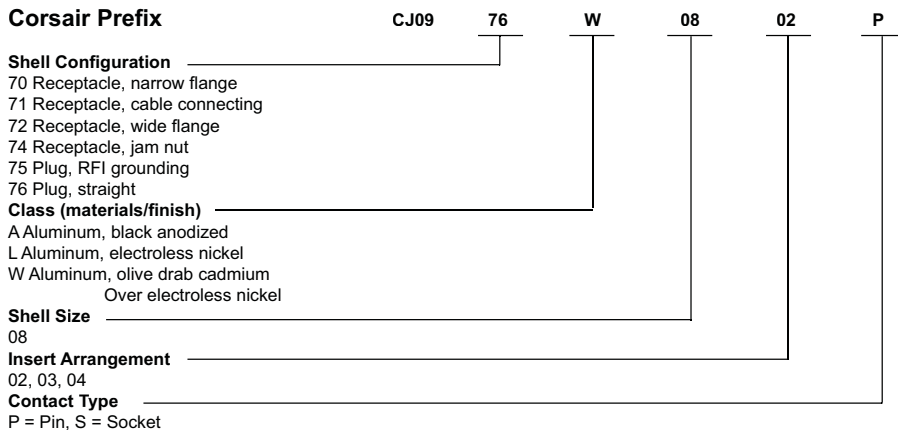 Corsair Prefix CJ09 76 W 08 02 P
Shell Configuration
70 Receptacle, narrow flange
71 Receptacle, cable connecting
72 Receptacle, wide flange
74 Receptacle, jam nut
75 Plug, RFI grounding
76 Plug, straight
Class (materials/finish)
A Aluminum, black anodized
L Aluminum, electroless nickel
W Aluminum, olive drab cadmium
Over electroless nickel
Shell Size
08
Insert Arrangement
02, 03, 04
Contact Type
P = Pin, S = Socket